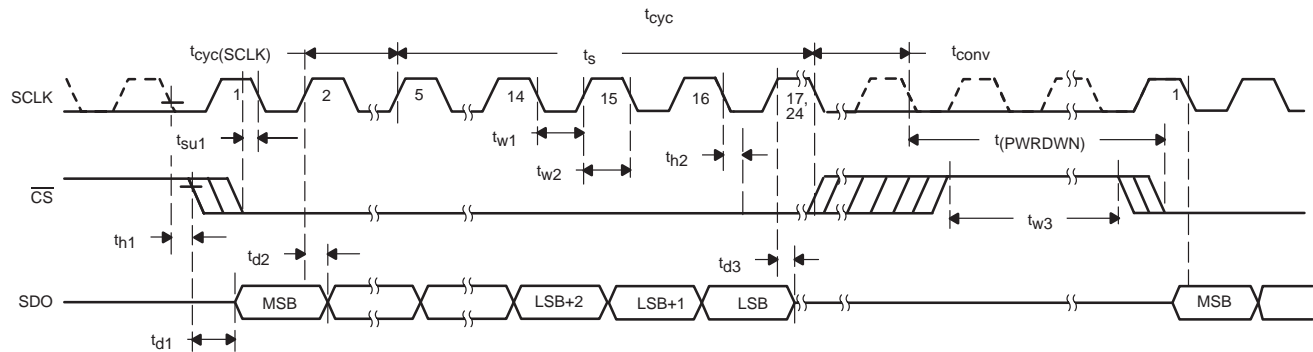 tcyc
tcyc(SCLK)
ts
tconv
SCLK
1
2
5
14
15
16
17,
24
1
tsu1
tw1
tw2
th2
t(PWRDWN)
CS
th1
td2
td3
tw3
SDO
MSB
LSB+2
LSB+1
LSB
MSB
td1